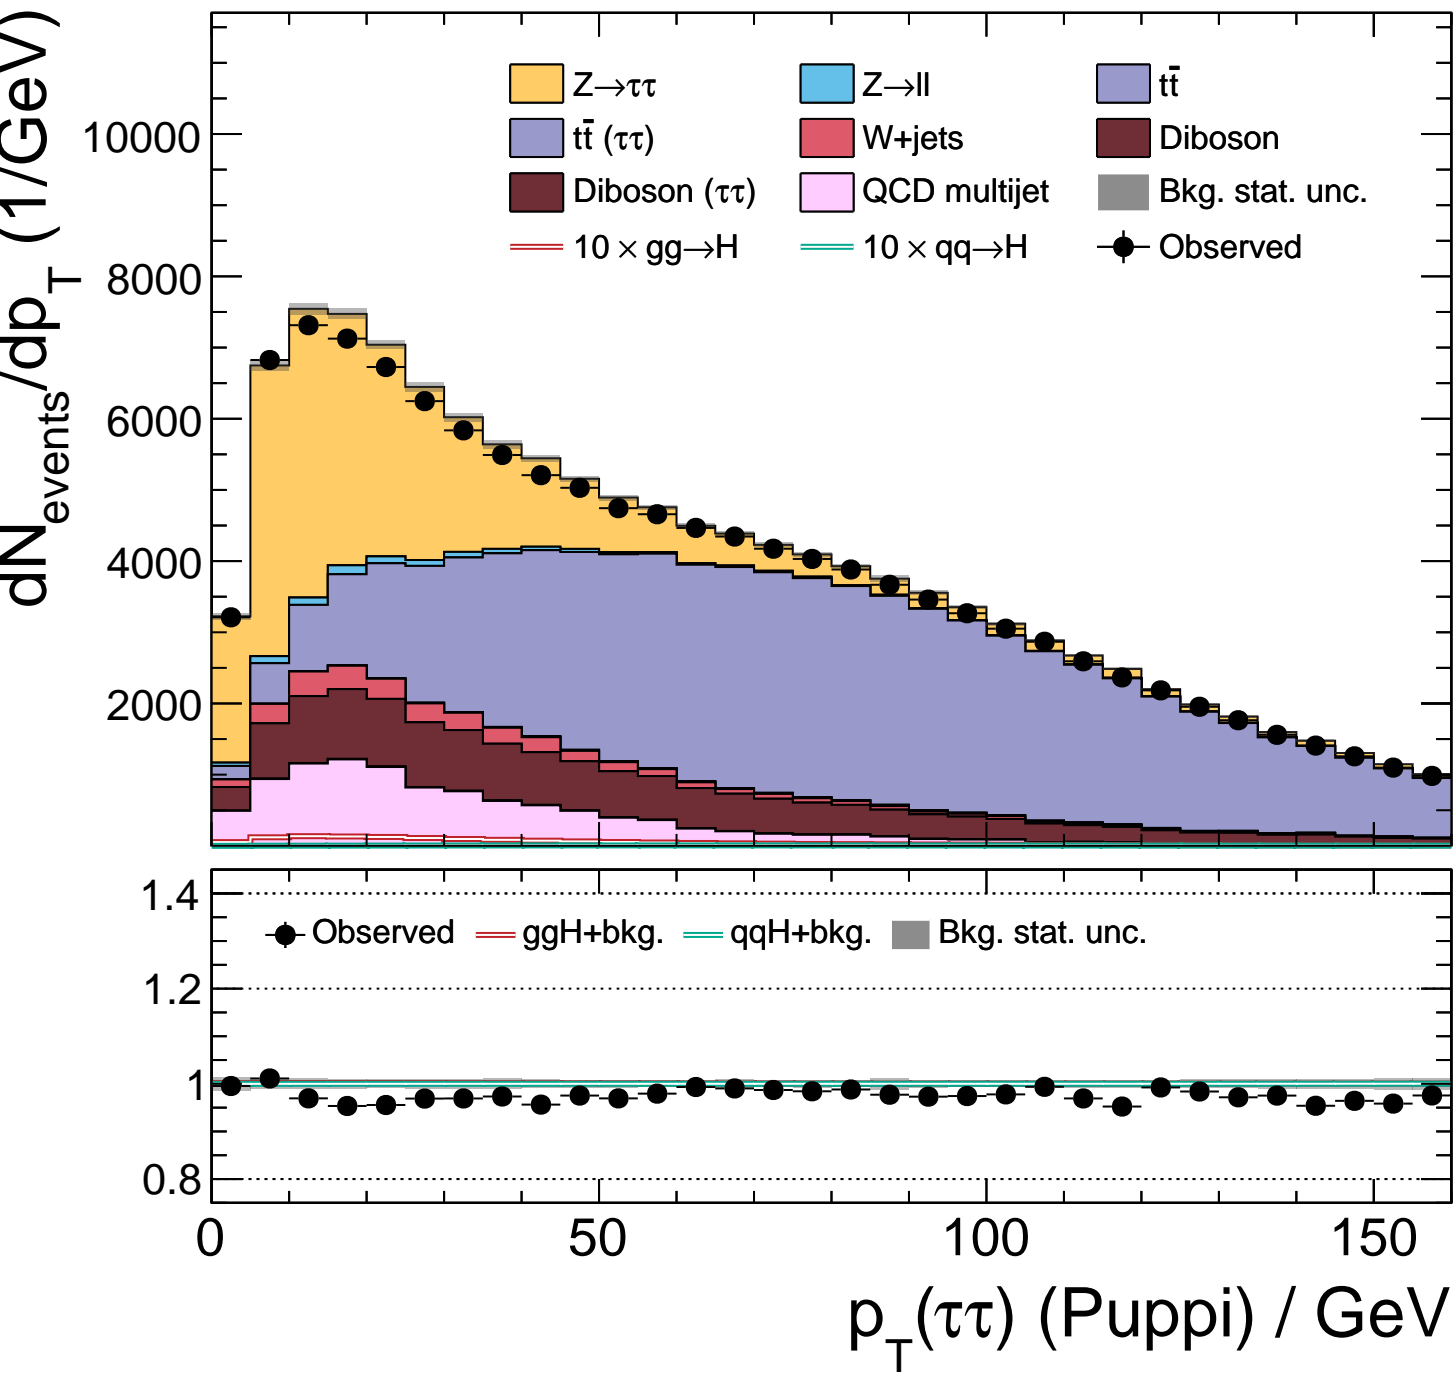 dN_events/dp_T (1/GeV)
10000
8000
6000
4000
2000
Z→ττ Z→ll tt̄
tt̄ (ττ) W+jets Diboson
Diboson (ττ) QCD multijet Bkg. stat. unc.
10 × gg→H 10 × qq→H Observed
1.4
1.2
1
0.8
Observed ggH+bkg. qqH+bkg. Bkg. stat. unc.
0 50 100 150
p_T(ττ) (Puppi) / GeV